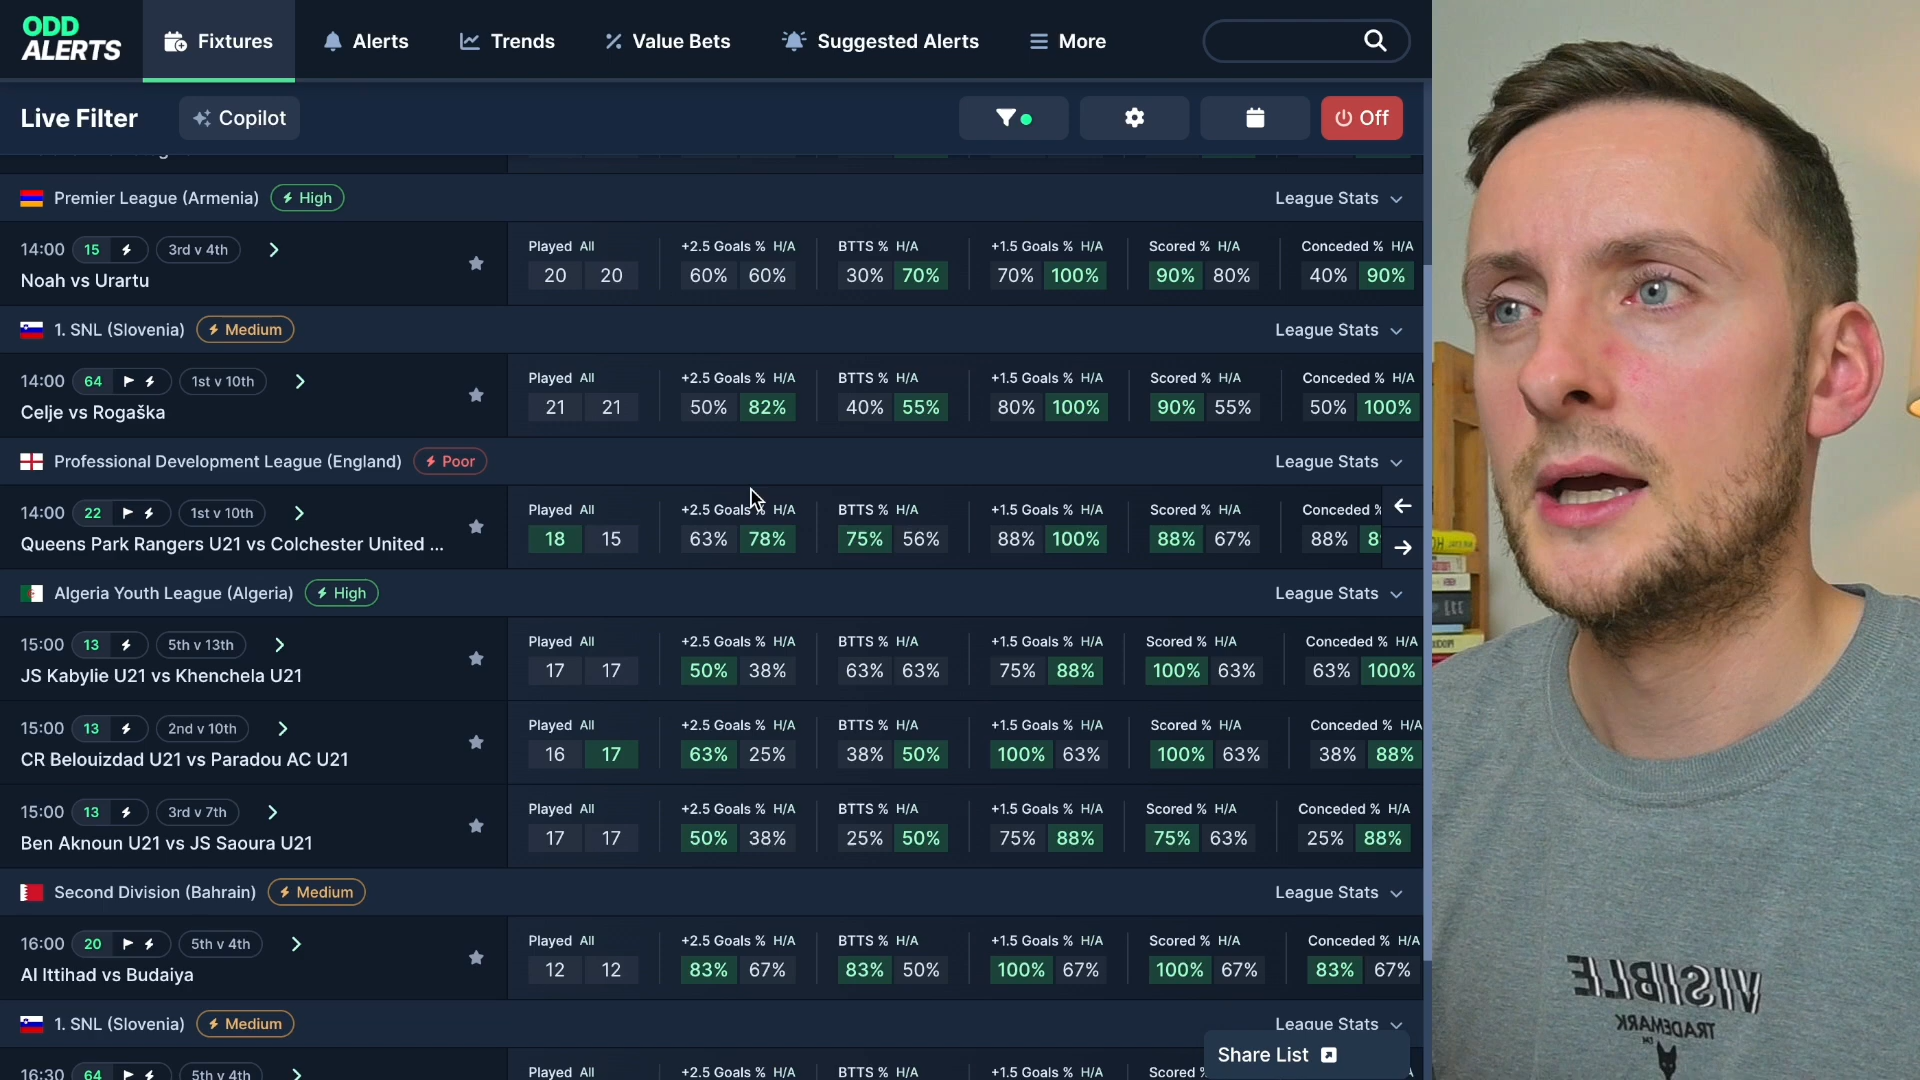 ODD
ALERTS
Fixtures
Alerts
Trends
Value Bets
Suggested Alerts
More
Live Filter
Copilot
Off
Premier League (Armenia) High League Stats
14:00 15 3rd v 4th
Noah vs Urartu
Played All +2.5 Goals % H/A BTTS % H/A +1.5 Goals % H/A Scored % H/A Conceded % H/A
20 20 60% 60% 30% 70% 70% 100% 90% 80% 40% 90%
1. SNL (Slovenia) Medium League Stats
14:00 64 1st v 10th
Celje vs Rogaška
Played All +2.5 Goals % H/A BTTS % H/A +1.5 Goals % H/A Scored % H/A Conceded % H/A
21 21 50% 82% 40% 55% 80% 100% 90% 55% 50% 100%
Professional Development League (England) Poor League Stats
14:00 22 1st v 10th
Queens Park Rangers U21 vs Colchester United ...
Played All +2.5 Goals % H/A BTTS % H/A +1.5 Goals % H/A Scored % H/A Conceded %
18 15 63% 78% 75% 56% 88% 100% 88% 67% 88% 8
Algeria Youth League (Algeria) High League Stats
15:00 13 5th v 13th
JS Kabylie U21 vs Khenchela U21
Played All +2.5 Goals % H/A BTTS % H/A +1.5 Goals % H/A Scored % H/A Conceded % H/A
17 17 50% 38% 63% 63% 75% 88% 100% 63% 63% 100%
15:00 13 2nd v 10th
CR Belouizdad U21 vs Paradou AC U21
Played All +2.5 Goals % H/A BTTS % H/A +1.5 Goals % H/A Scored % H/A Conceded % H/A
16 17 63% 25% 38% 50% 100% 63% 100% 63% 38% 88%
15:00 13 3rd v 7th
Ben Aknoun U21 vs JS Saoura U21
Played All +2.5 Goals % H/A BTTS % H/A +1.5 Goals % H/A Scored % H/A Conceded % H/A
17 17 50% 38% 25% 50% 75% 88% 75% 63% 25% 88%
Second Division (Bahrain) Medium League Stats
16:00 20 5th v 4th
Al Ittihad vs Budaiya
Played All +2.5 Goals % H/A BTTS % H/A +1.5 Goals % H/A Scored % H/A Conceded % H/A
12 12 83% 67% 83% 50% 100% 67% 100% 67% 83% 67%
1. SNL (Slovenia) Medium League Stats
16:30 64 5th v 4th
Played All +2.5 Goals % H/A BTTS % H/A +1.5 Goals % H/A Scored
Share List
VISIBLE
TRADEMARK